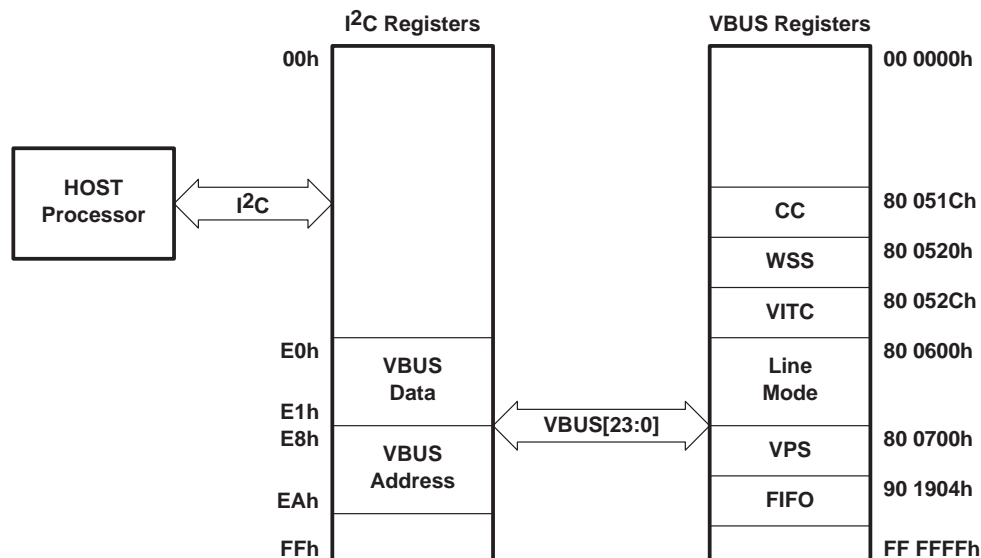 I2C Registers
VBUS Registers
00h
00 0000h
HOST
Processor
I2C
CC
80 051Ch
WSS
80 0520h
VITC
80 052Ch
E0h
VBUS
Data
Line
Mode
80 0600h
E1h
E8h
VBUS[23:0]
VBUS
Address
VPS
80 0700h
EAh
FIFO
90 1904h
FFh
FF FFFFh